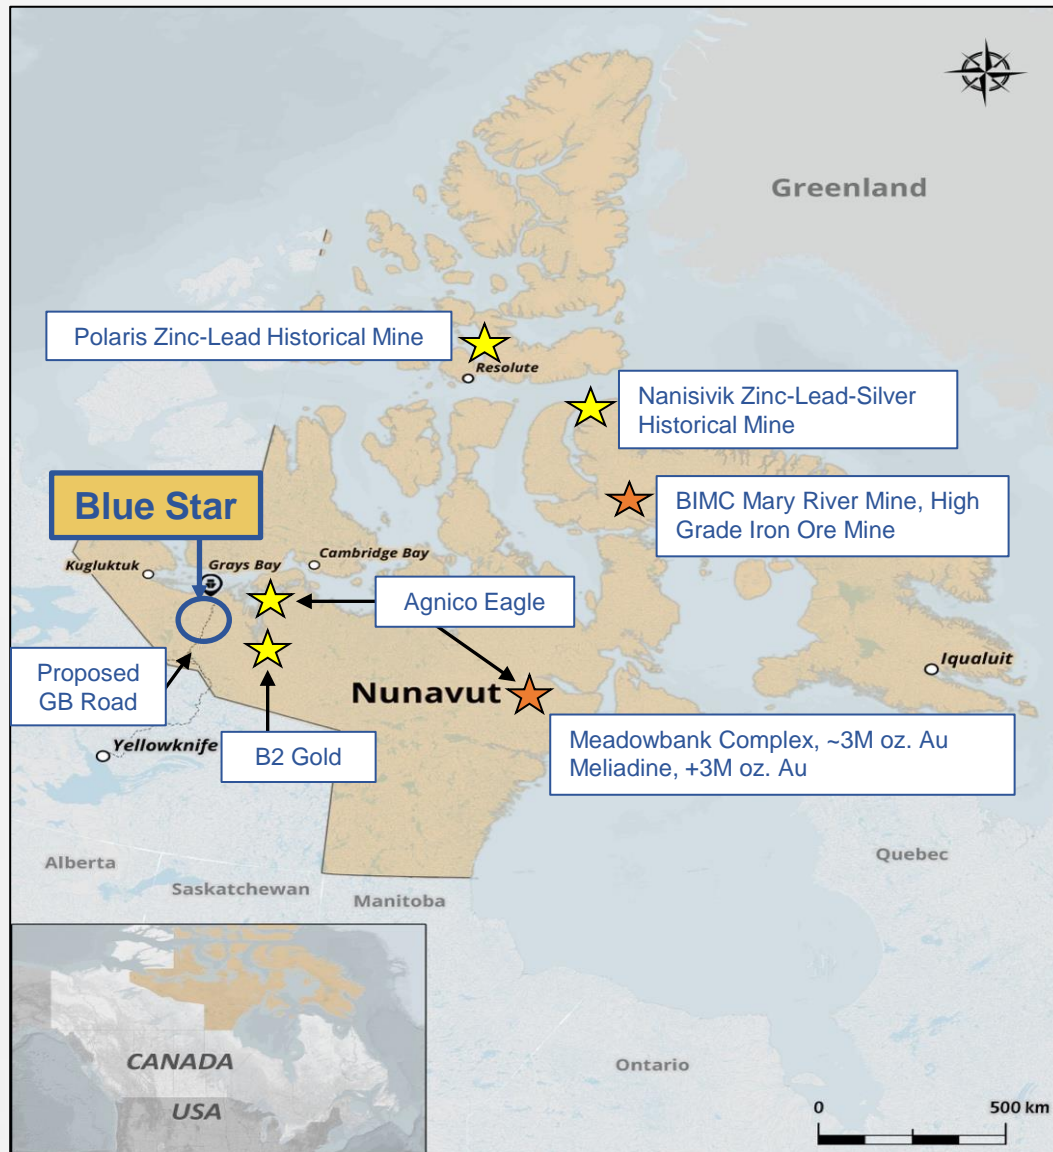 Greenland
Polaris Zinc-Lead Historical Mine
Resolute
Nanisivik Zinc-Lead-Silver
Historical Mine
BIMC Mary River Mine, High
Grade Iron Ore Mine
Blue Star
Kugluktuk
Grays Bay
Cambridge Bay
Agnico Eagle
Proposed
GB Road
Nunavut
Iqualuit
Yellowknife
B2 Gold
Meadowbank Complex, ~3M oz. Au
Meliadine, +3M oz. Au
Alberta
Saskatchewan
Manitoba
Quebec
CANADA
USA
Ontario
0
500 km